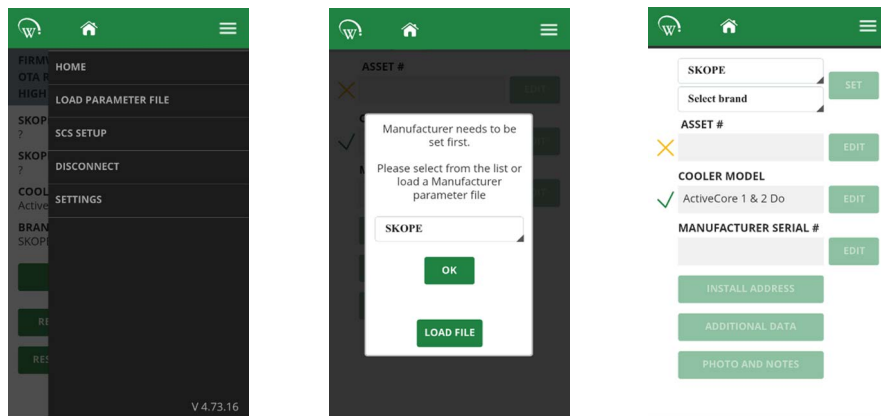 W
FIRMW
OTA R
HIGH
SKOP
?
SKOP
?
COOL
Active
BRAN
SKOP
RE
RES
HOME
LOAD PARAMETER FILE
SCS SETUP
DISCONNECT
SETTINGS
V 4.73.16
W
ASSET #
EDIT
C
M
Manufacturer needs to be
set first.
Please select from the list or
load a Manufacturer
parameter file
SKOPE
OK
LOAD FILE
W
SKOPE
SET
Select brand
ASSET #
EDIT
COOLER MODEL
ActiveCore 1 & 2 Do
EDIT
MANUFACTURER SERIAL #
EDIT
INSTALL ADDRESS
ADDITIONAL DATA
PHOTO AND NOTES